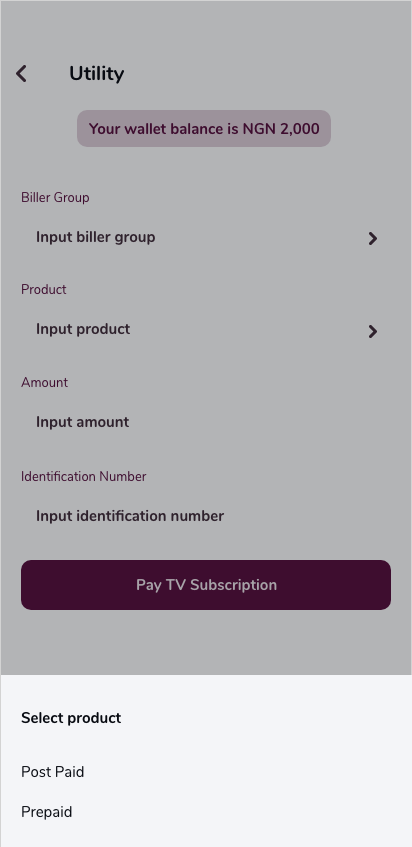 Utility
Your wallet balance is NGN 2,000
Biller Group
Input biller group
Product
Input product
Amount
Input amount
Identification Number
Input identification number
Pay TV Subscription
Select product
Post Paid
Prepaid